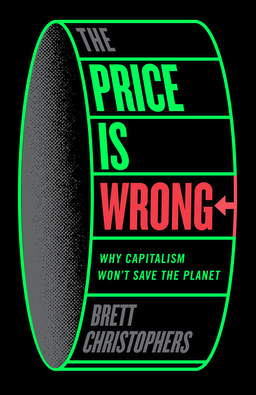 THE
PRICE
IS
WRONG
WHY CAPITALISM
WON'T SAVE THE PLANET
BRETT
CHRISTOPHERS